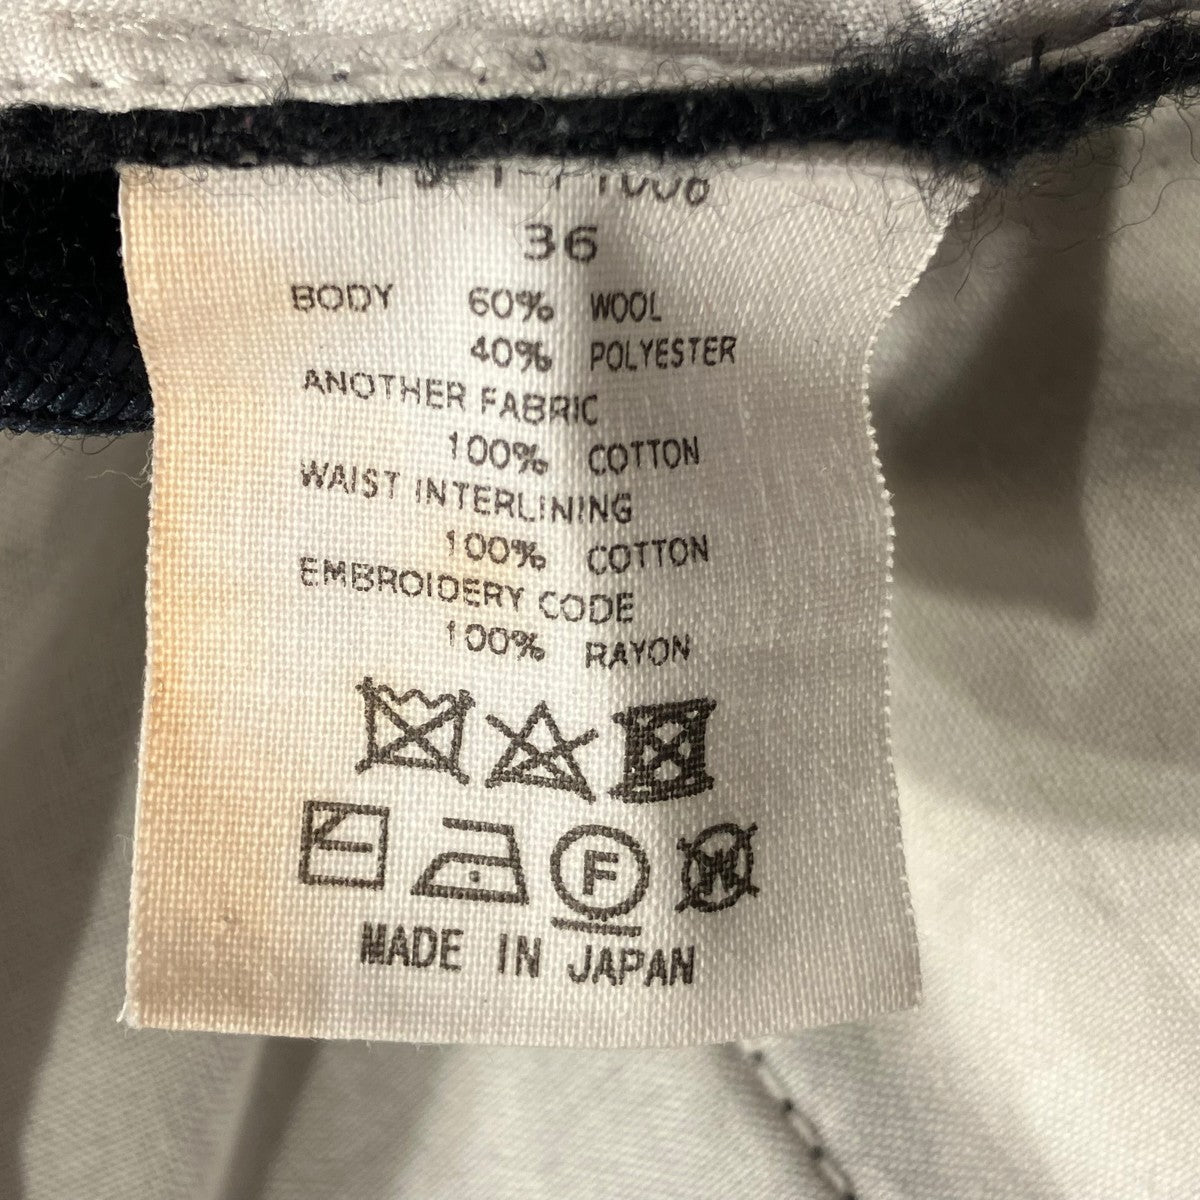 36
BODY 60% WOOL
40% POLYESTER
ANOTHER FABRIC
100% COTTON
WAIST INTERLINING
100% COTTON
EMBROIDERY CODE
100% RAYON
F
W
MADE IN JAPAN